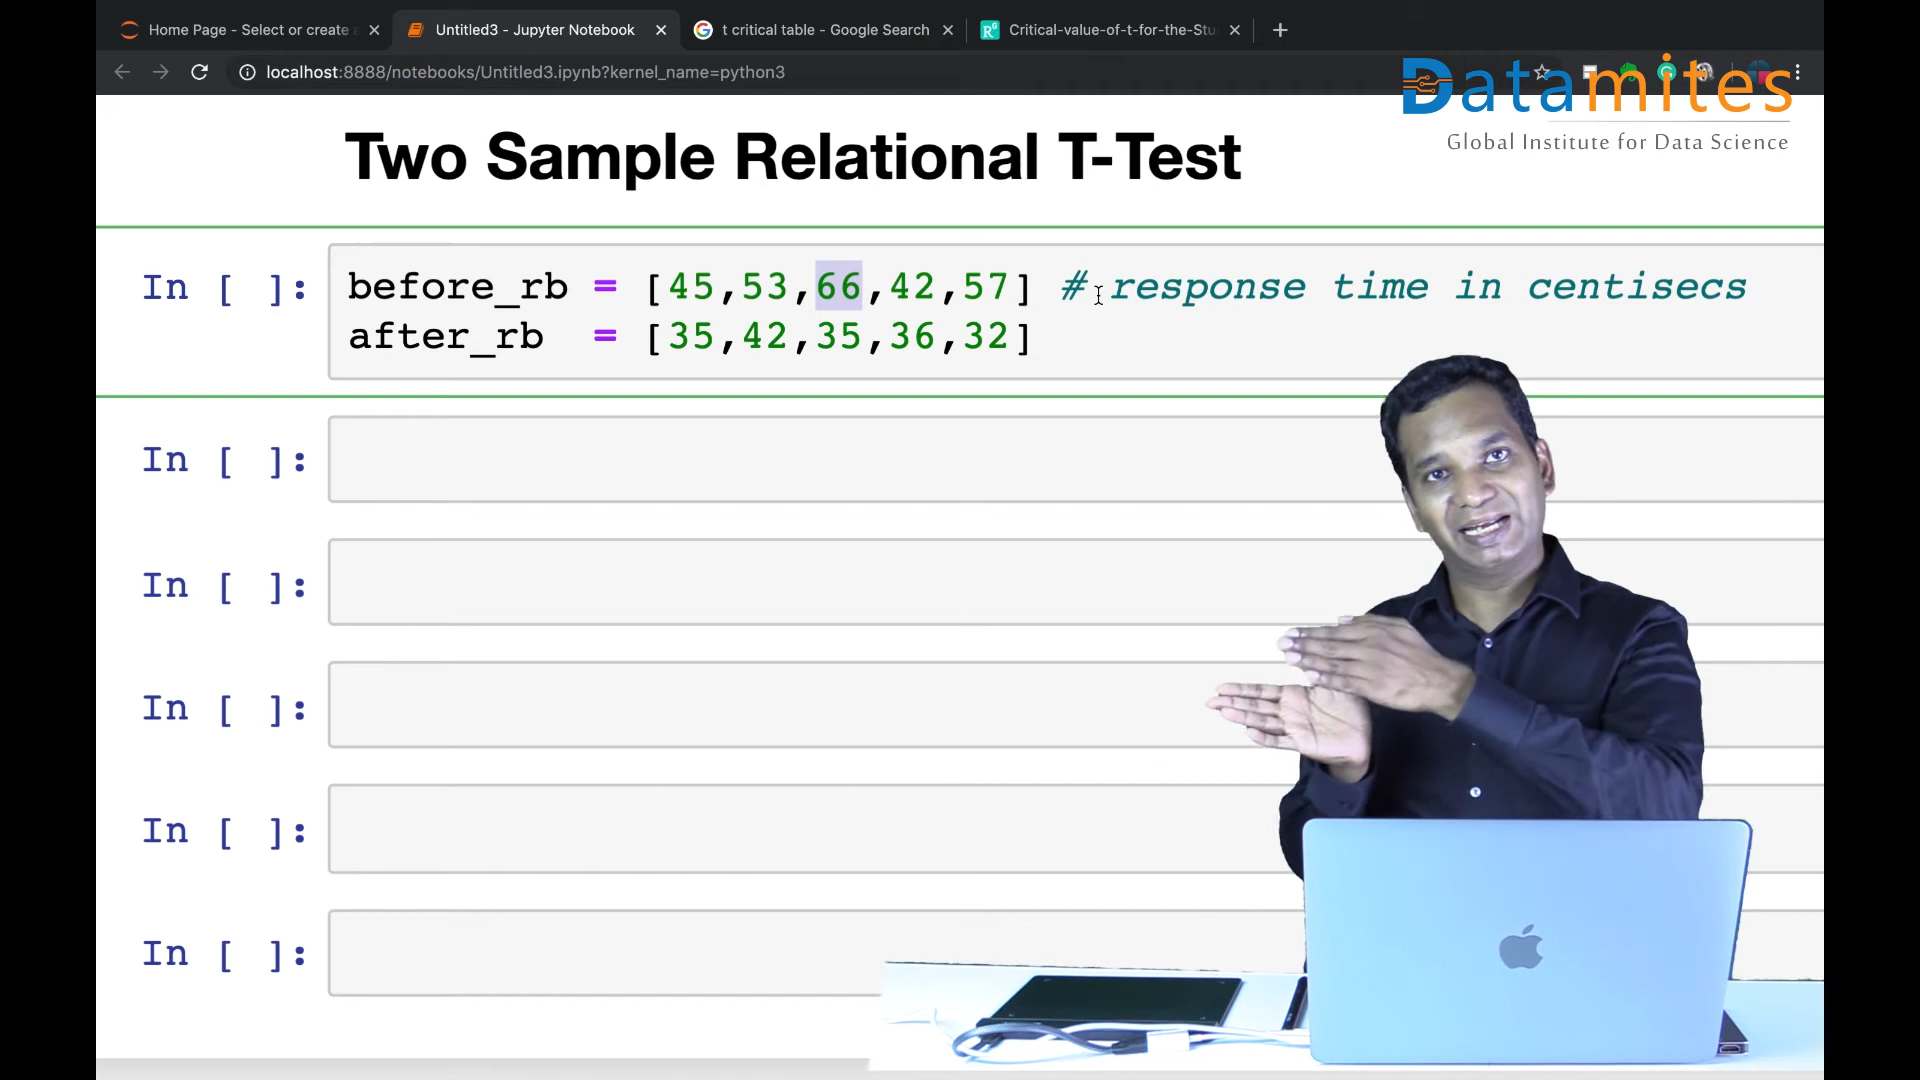 Home Page - Select or create a
Untitled3 - Jupyter Notebook
t critical table - Google Search
Critical-value-of-t-for-the-Stu
localhost:8888/notebooks/Untitled3.ipynb?kernel_name=python3
Datamites
Global Institute for Data Science
Two Sample Relational T-Test
In [ ]: before_rb = [45,53,66,42,57] # response time in centisecs
after_rb = [35,42,35,36,32]
In [ ]:
In [ ]:
In [ ]:
In [ ]:
In [ ]: